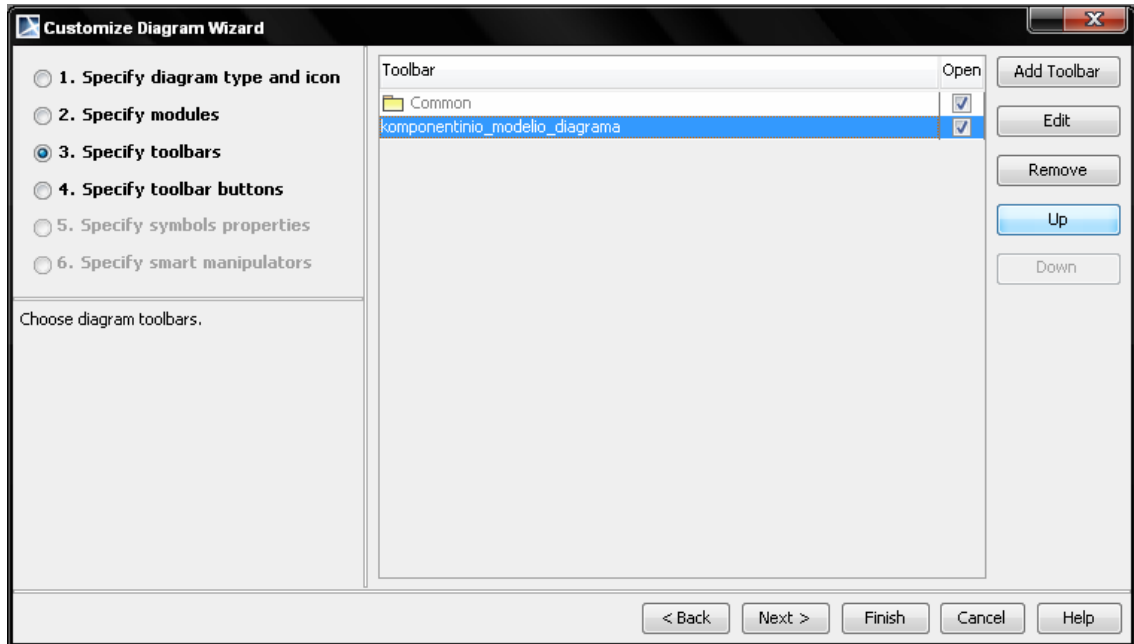 Customize Diagram Wizard
1. Specify diagram type and icon
2. Specify modules
3. Specify toolbars
4. Specify toolbar buttons
5. Specify symbols properties
6. Specify smart manipulators
Choose diagram toolbars.
Toolbar Open
Common
komponentinio_modelio_diagrama
Add Toolbar
Edit
Remove
Up
Down
< Back Next > Finish Cancel Help